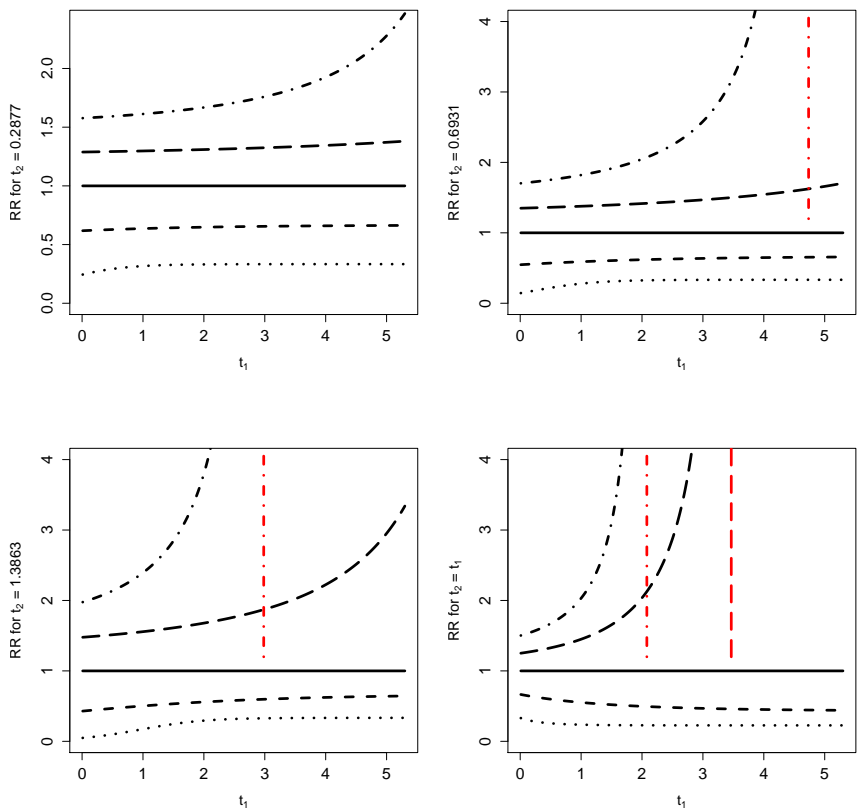 RR for t2 = 0.2877
0.0 0.5 1.0 1.5 2.0
0 1 2 3 4 5
t1
RR for t2 = 0.6931
0 1 2 3 4
0 1 2 3 4 5
t1
RR for t2 = 1.3863
0 1 2 3 4
0 1 2 3 4 5
t1
RR for t2 = t1
0 1 2 3 4
0 1 2 3 4 5
t1